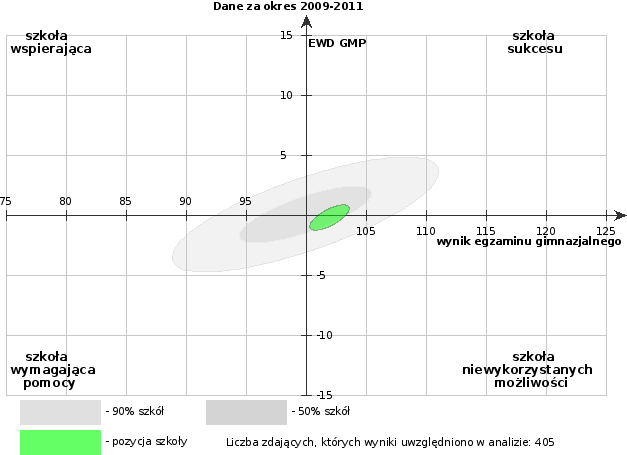 Dane za okres 2009-2011
szkoła
wspierająca
15
EWD GMP
szkoła
sukcesu
10
5
75
80
85
90
95
105
110
115
120
125
wynik egzaminu gimnazjalnego
-5
-10
szkoła
wymagająca
pomocy
szkoła
niewykorzystanych
możliwości
-15
- 90% szkół
- 50% szkół
- pozycja szkoły
Liczba zdających, których wyniki uwzględniono w analizie: 405